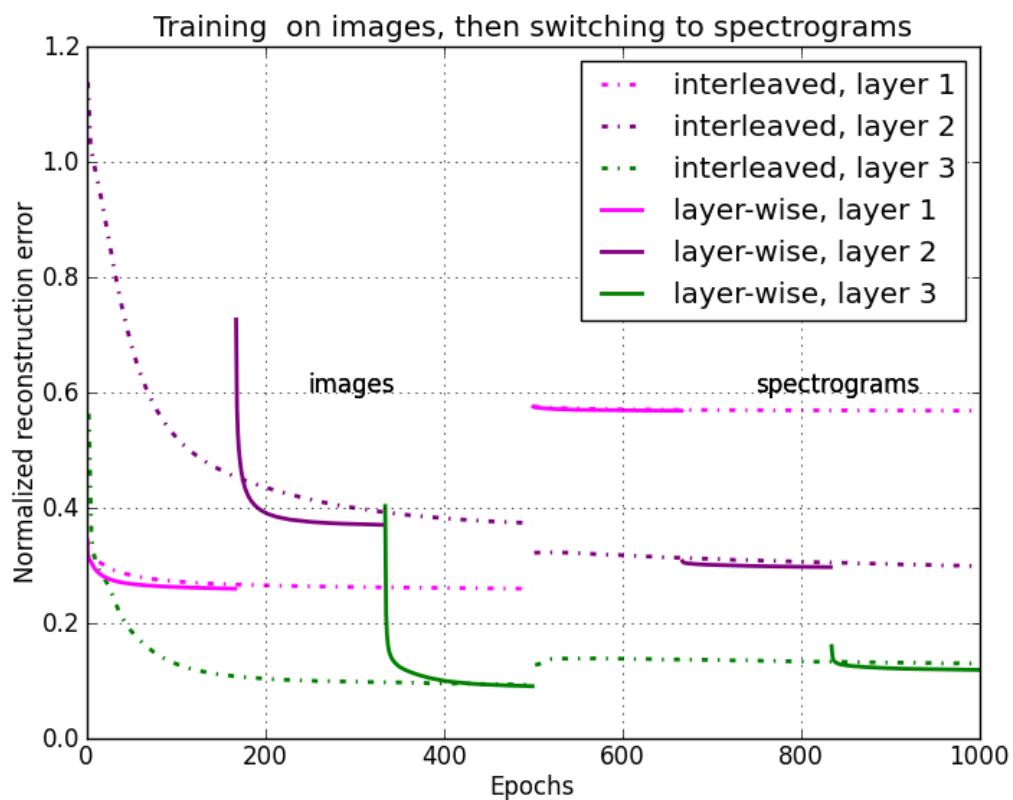 Training  on images, then switching to spectrograms
1.2
1.0
0.8
0.6
0.4
0.2
0.0
Normalized reconstruction error
interleaved, layer 1
interleaved, layer 2
interleaved, layer 3
layer-wise, layer 1
layer-wise, layer 2
layer-wise, layer 3
images
spectrograms
0 200 400 600 800 1000
Epochs